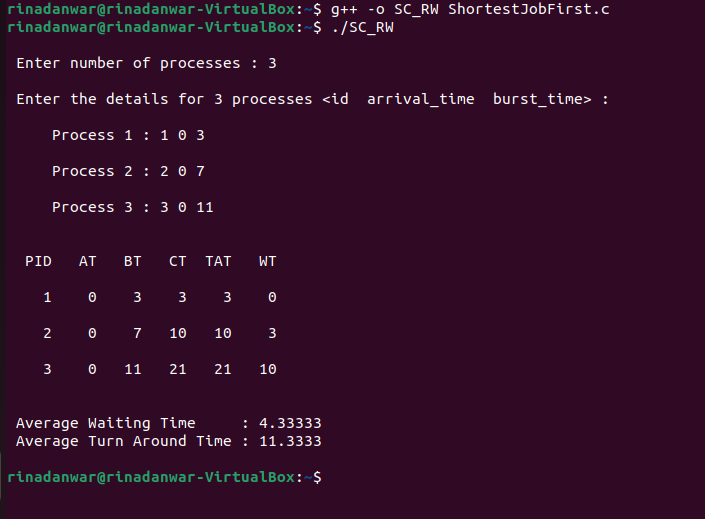 rinadanwar@rinadanwar-VirtualBox:~$ g++ -o SC_RW ShortestJobFirst.c
rinadanwar@rinadanwar-VirtualBox:~$ ./SC_RW
Enter number of processes : 3
Enter the details for 3 processes <id  arrival_time  burst_time> :
Process 1 : 1 0 3
Process 2 : 2 0 7
Process 3 : 3 0 11
PID   AT   BT   CT  TAT   WT
1    0    3    3    3    0
2    0    7   10   10    3
3    0   11   21   21   10
Average Waiting Time     : 4.33333
Average Turn Around Time : 11.3333
rinadanwar@rinadanwar-VirtualBox:~$